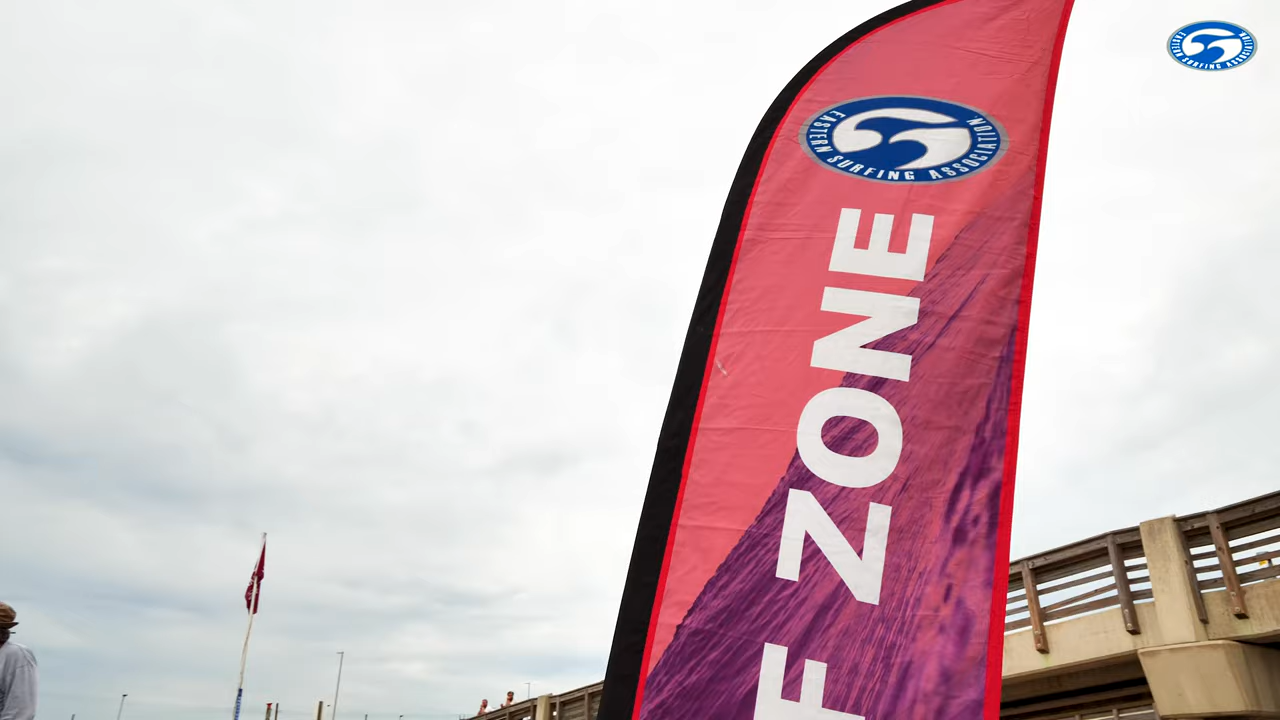 EASTERN SURFING ASSOCIATION
EASTERN SURFING ASSOCIATION.
F ZONE